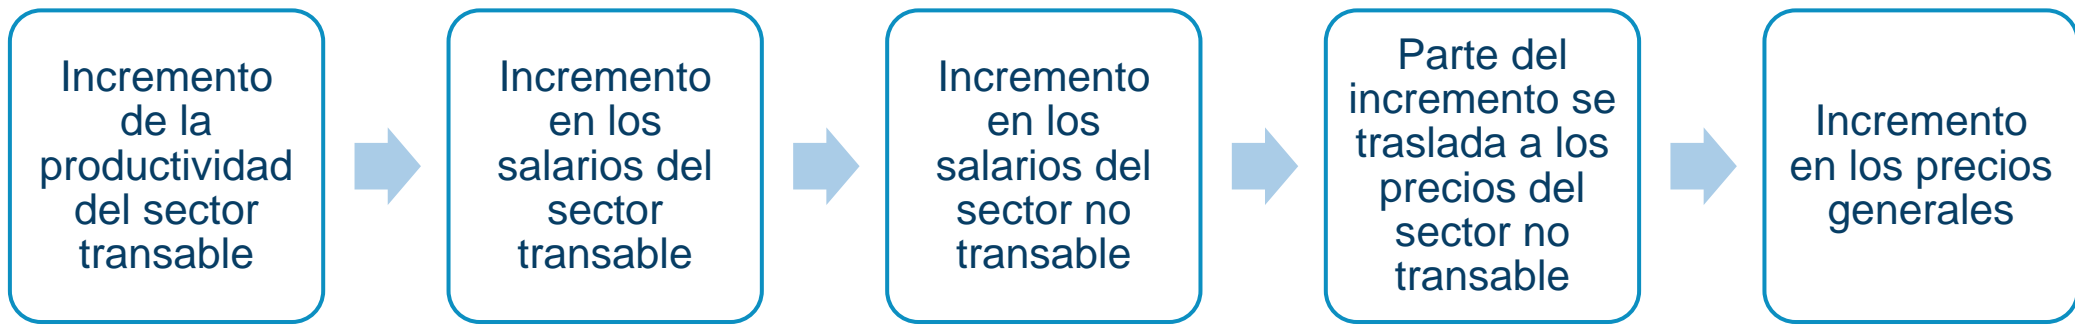 Incremento
de la
productividad
del sector
transable
Incremento
en los
salarios del
sector
transable
Incremento
en los
salarios del
sector no
transable
Parte del
incremento se
traslada a los
precios del
sector no
transable
Incremento
en los precios
generales